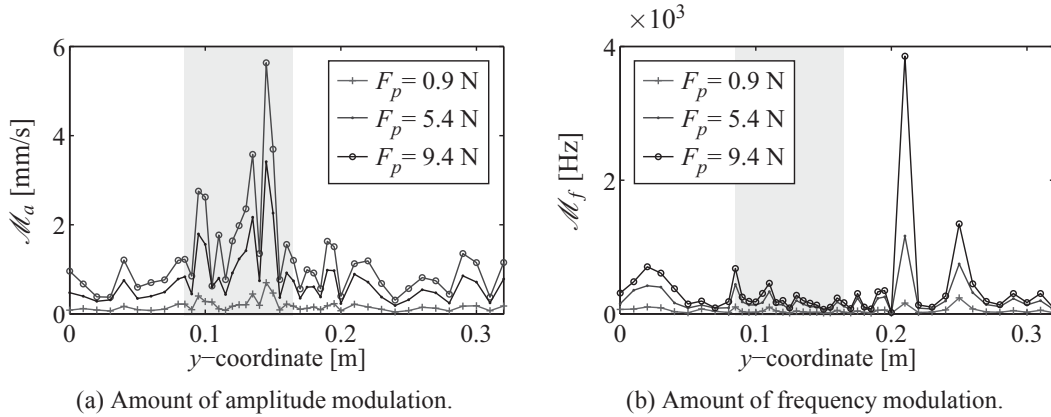 6
4
2
0
0
0.1
0.2
0.3
ℳa [mm/s]
y−coordinate [m]
Fp= 0.9 N
Fp= 5.4 N
Fp= 9.4 N
(a) Amount of amplitude modulation.
×10³
4
2
0
0
0.1
0.2
0.3
ℳf [Hz]
y−coordinate [m]
Fp= 0.9 N
Fp= 5.4 N
Fp= 9.4 N
(b) Amount of frequency modulation.